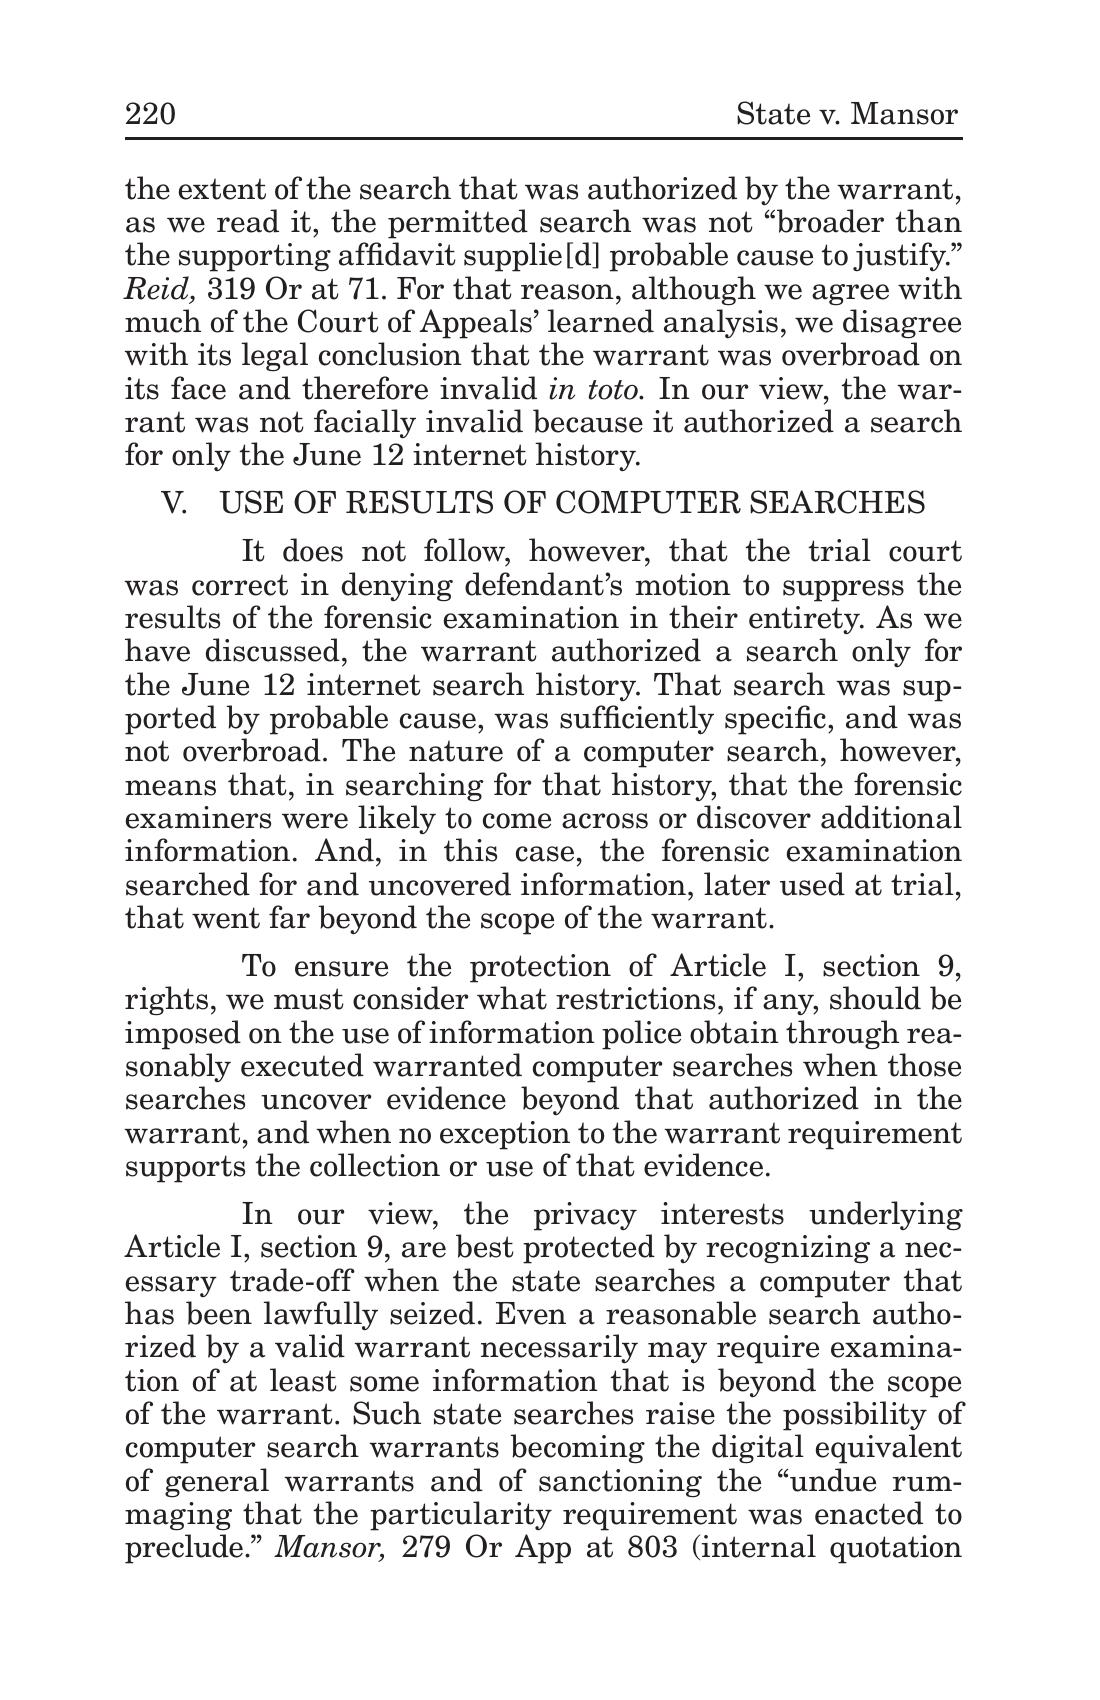 220 State v. Mansor
the extent of the search that was authorized by the warrant,
as we read it, the permitted search was not “broader than
the supporting affidavit supplie[d] probable cause to justify.”
Reid, 319 Or at 71. For that reason, although we agree with
much of the Court of Appeals’ learned analysis, we disagree
with its legal conclusion that the warrant was overbroad on
its face and therefore invalid in toto. In our view, the war-
rant was not facially invalid because it authorized a search
for only the June 12 internet history.
V. USE OF RESULTS OF COMPUTER SEARCHES
It does not follow, however, that the trial court
was correct in denying defendant’s motion to suppress the
results of the forensic examination in their entirety. As we
have discussed, the warrant authorized a search only for
the June 12 internet search history. That search was sup-
ported by probable cause, was sufficiently specific, and was
not overbroad. The nature of a computer search, however,
means that, in searching for that history, that the forensic
examiners were likely to come across or discover additional
information. And, in this case, the forensic examination
searched for and uncovered information, later used at trial,
that went far beyond the scope of the warrant.
To ensure the protection of Article I, section 9,
rights, we must consider what restrictions, if any, should be
imposed on the use of information police obtain through rea-
sonably executed warranted computer searches when those
searches uncover evidence beyond that authorized in the
warrant, and when no exception to the warrant requirement
supports the collection or use of that evidence.
In our view, the privacy interests underlying
Article I, section 9, are best protected by recognizing a nec-
essary trade-off when the state searches a computer that
has been lawfully seized. Even a reasonable search autho-
rized by a valid warrant necessarily may require examina-
tion of at least some information that is beyond the scope
of the warrant. Such state searches raise the possibility of
computer search warrants becoming the digital equivalent
of general warrants and of sanctioning the “undue rum-
maging that the particularity requirement was enacted to
preclude.” Mansor, 279 Or App at 803 (internal quotation